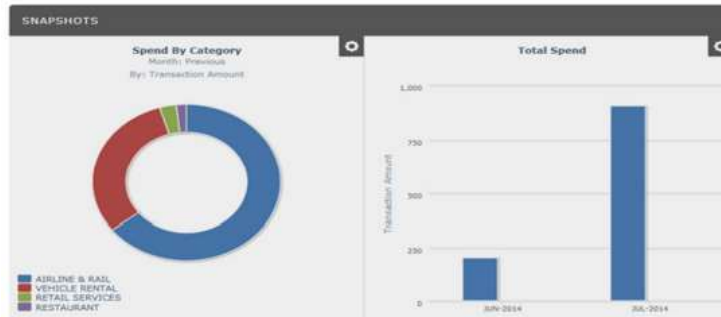 SNAPSHOTS
Spend By Category
Month: Previous
By: Transaction Amount
AIRLINE & RAIL
VEHICLE RENTAL
RETAIL SERVICES
RESTAURANT
Total Spend
1,000
750
500
250
0
Transaction Amount
JUN-2014
JUL-2014